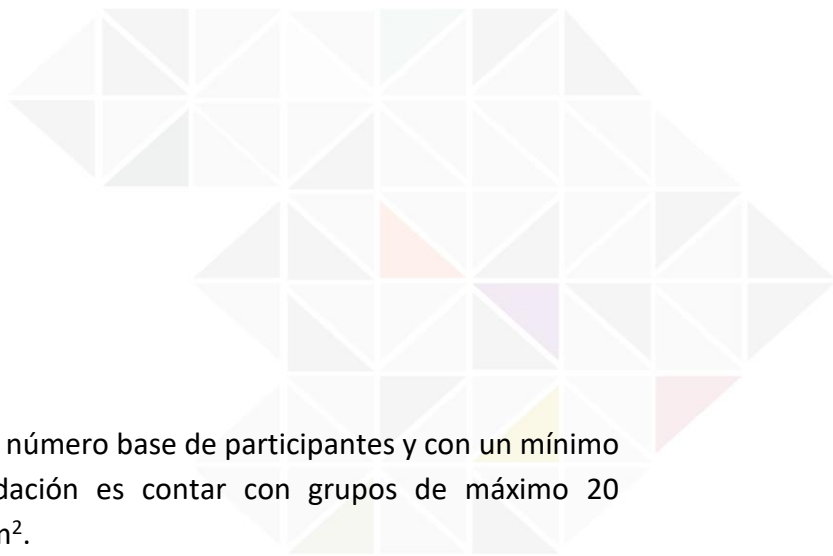 número base de participantes y con un mínimo
dación es contar con grupos de máximo 20
m².